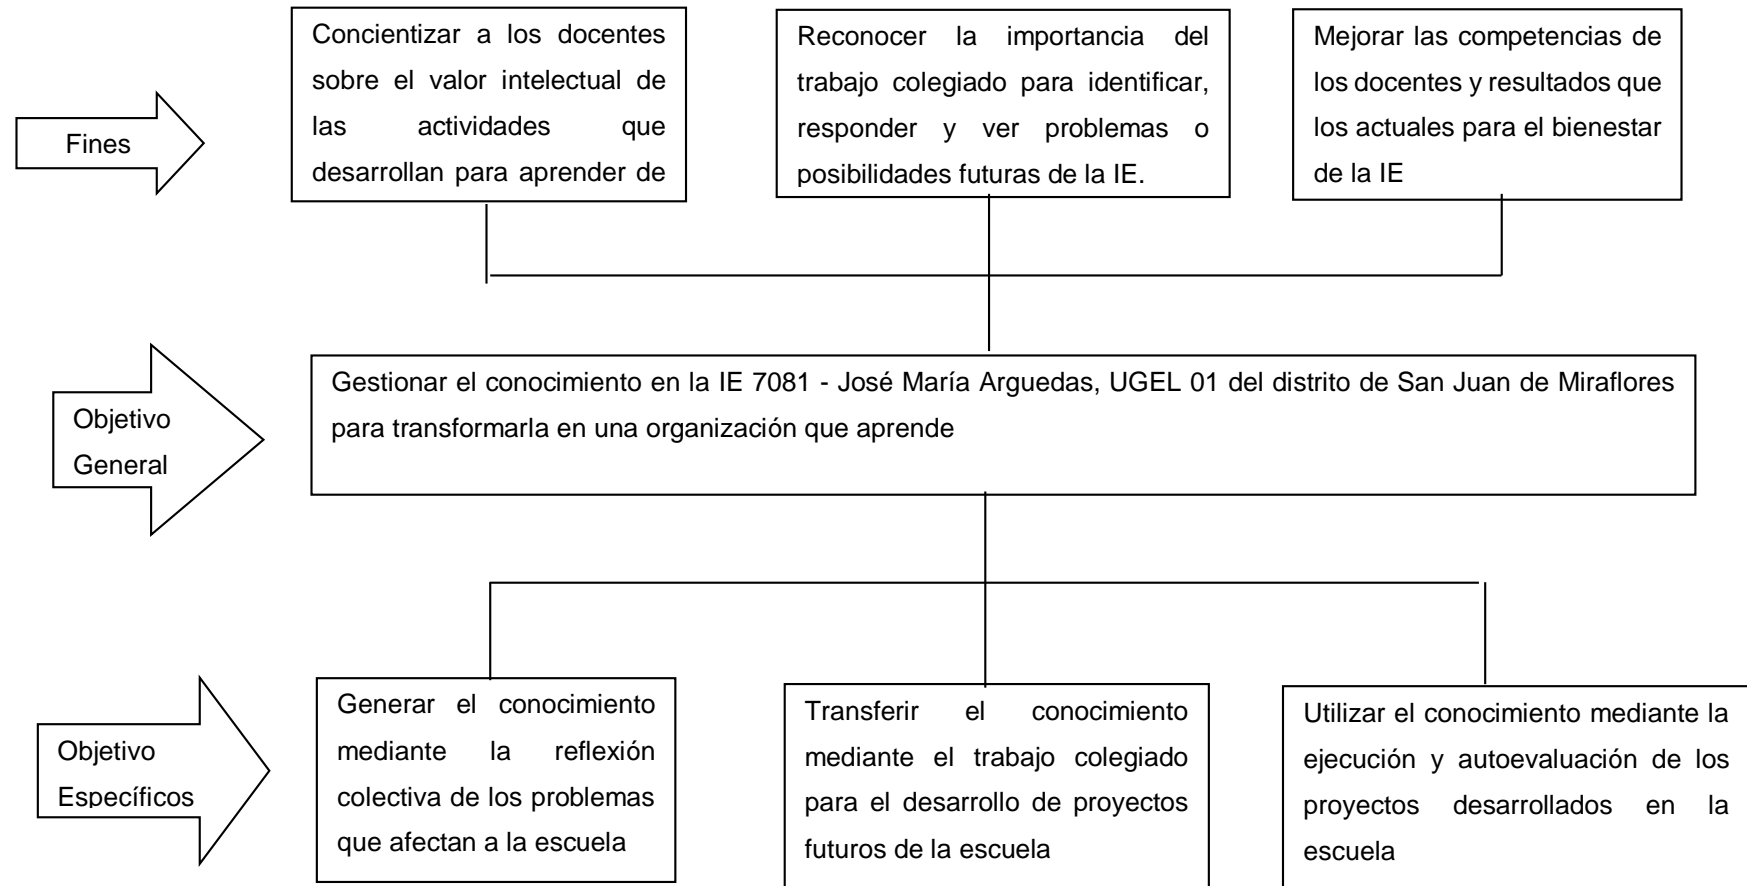 Fines
Concientizar a los docentes
sobre el valor intelectual de
las actividades que
desarrollan para aprender de
Reconocer la importancia del
trabajo colegiado para identificar,
responder y ver problemas o
posibilidades futuras de la IE.
Mejorar las competencias de
los docentes y resultados que
los actuales para el bienestar
de la IE
Objetivo
General
Gestionar el conocimiento en la IE 7081 - José María Arguedas, UGEL 01 del distrito de San Juan de Miraflores
para transformarla en una organización que aprende
Objetivo
Específicos
Generar el conocimiento
mediante la reflexión
colectiva de los problemas
que afectan a la escuela
Transferir el conocimiento
mediante el trabajo colegiado
para el desarrollo de proyectos
futuros de la escuela
Utilizar el conocimiento mediante la
ejecución y autoevaluación de los
proyectos desarrollados en la
escuela